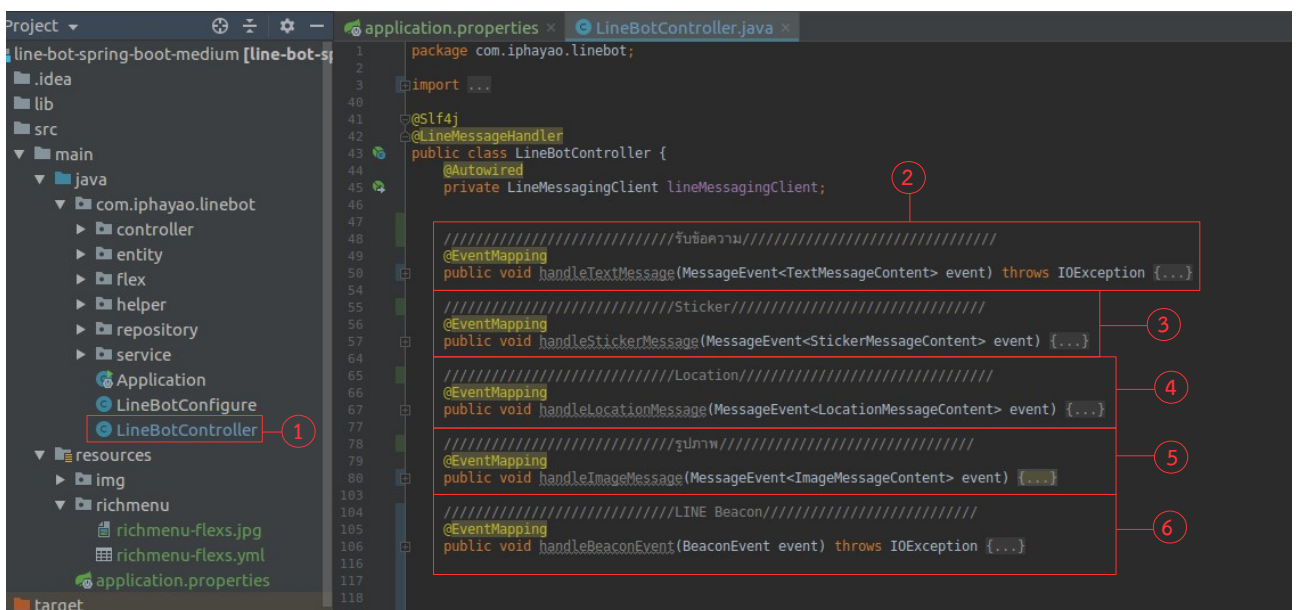 Project
application.properties
LineBotController.java
line-bot-spring-boot-medium [line-bot-s
.idea
lib
src
main
java
com.iphayao.linebot
controller
entity
flex
helper
repository
service
Application
LineBotConfigure
LineBotController
1
resources
img
richmenu
richmenu-flexs.jpg
richmenu-flexs.yml
application.properties
target
1 package com.iphayao.linebot;
2
3 import ...
40
41 @Slf4j
42 @LineMessageHandler
43 public class LineBotController {
44 @Autowired
45 private LineMessagingClient lineMessagingClient;
2
46
47
48 /////////////////////////////รับข้อความ////////////////////////////////
49 @EventMapping
50 public void handleTextMessage(MessageEvent<TextMessageContent> event) throws IOException {...}
54
55 /////////////////////////////Sticker////////////////////////////////
56 @EventMapping
3
57 public void handleStickerMessage(MessageEvent<StickerMessageContent> event) {...}
64
65 /////////////////////////////Location////////////////////////////////
66 @EventMapping
4
67 public void handleLocationMessage(MessageEvent<LocationMessageContent> event) {...}
77
78 /////////////////////////////รูปภาพ////////////////////////////////
79 @EventMapping
5
80 public void handleImageMessage(MessageEvent<ImageMessageContent> event) {...}
103
104 /////////////////////////////LINE Beacon///////////////////////////
105 @EventMapping
6
106 public void handleBeaconEvent(BeaconEvent event) throws IOException {...}
116
117
118